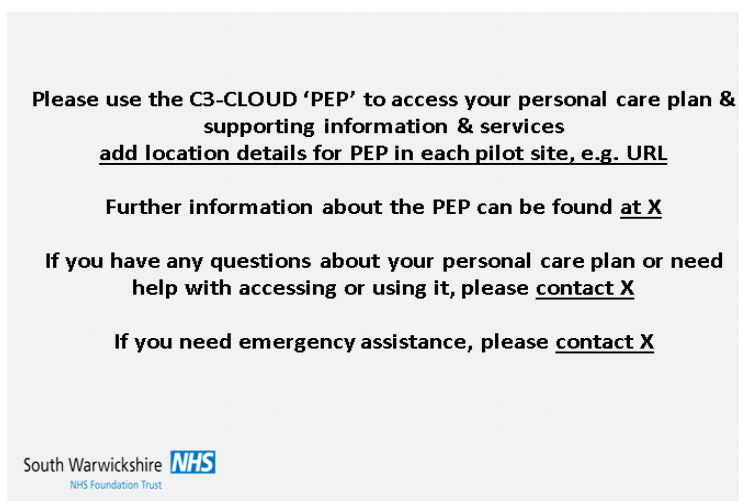 Please use the C3-CLOUD ‘PEP’ to access your personal care plan &
supporting information & services
add location details for PEP in each pilot site, e.g. URL
Further information about the PEP can be found at X
If you have any questions about your personal care plan or need
help with accessing or using it, please contact X
If you need emergency assistance, please contact X
South Warwickshire NHS
NHS Foundation Trust